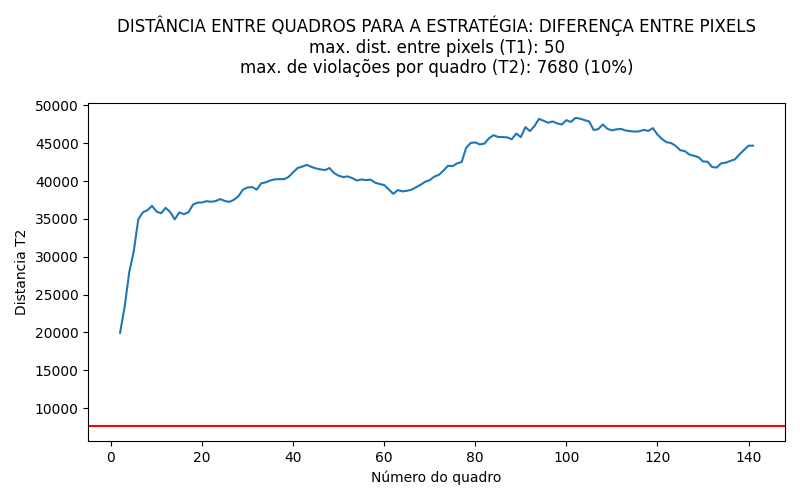 DISTÂNCIA ENTRE QUADROS PARA A ESTRATÉGIA: DIFERENÇA ENTRE PIXELS
max. dist. entre pixels (T1): 50
max. de violações por quadro (T2): 7680 (10%)
50000
45000
40000
35000
30000
25000
20000
15000
10000
Distancia T2
0 20 40 60 80 100 120 140
Número do quadro